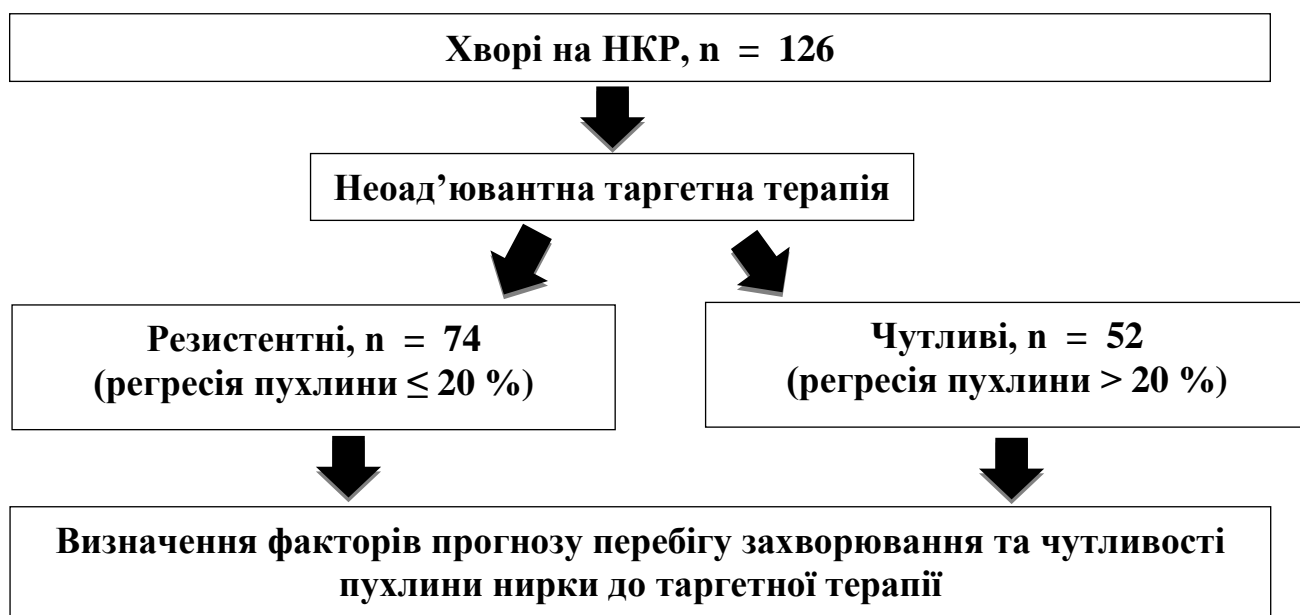 Хворі на НКР, n = 126
Неоад’ювантна таргетна терапія
Резистентні, n = 74
(регресія пухлини ≤ 20 %)
Чутливі, n = 52
(регресія пухлини > 20 %)
Визначення факторів прогнозу перебігу захворювання та чутливості
пухлини нирки до таргетної терапії